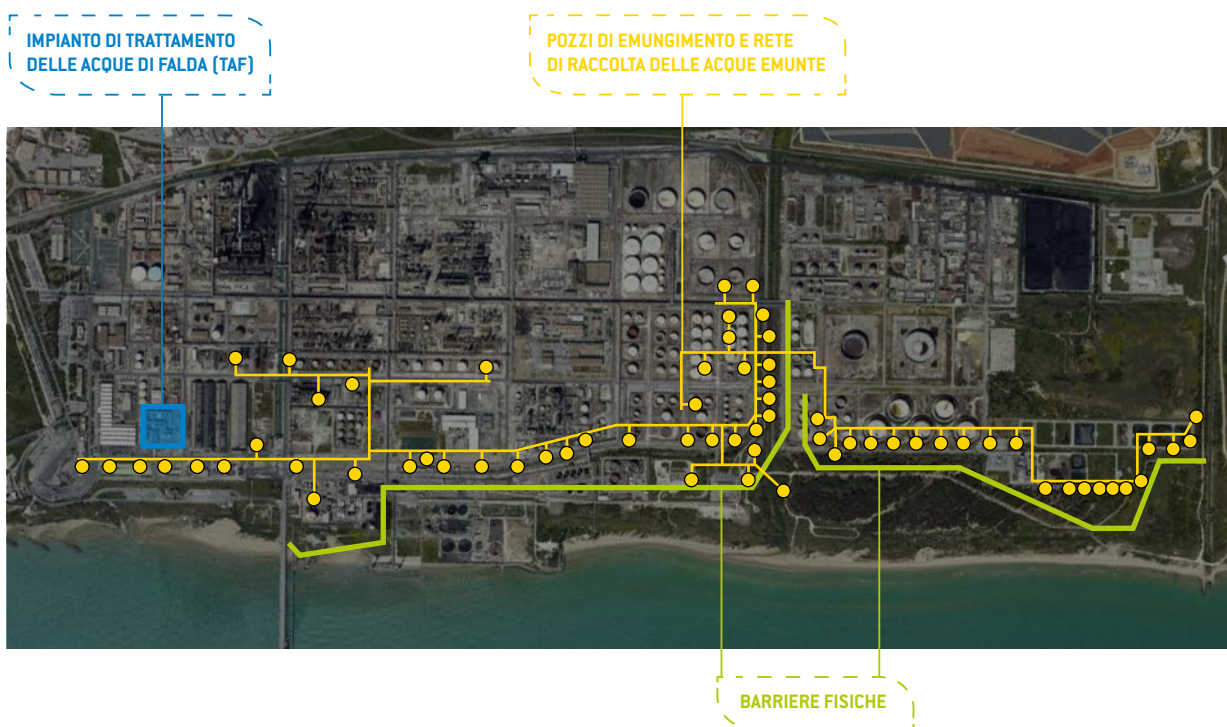 IMPIANTO DI TRATTAMENTO
DELLE ACQUE DI FALDA (TAF)
POZZI DI EMUNGIMENTO E RETE
DI RACCOLTA DELLE ACQUE EMUNTE
BARRIERE FISICHE